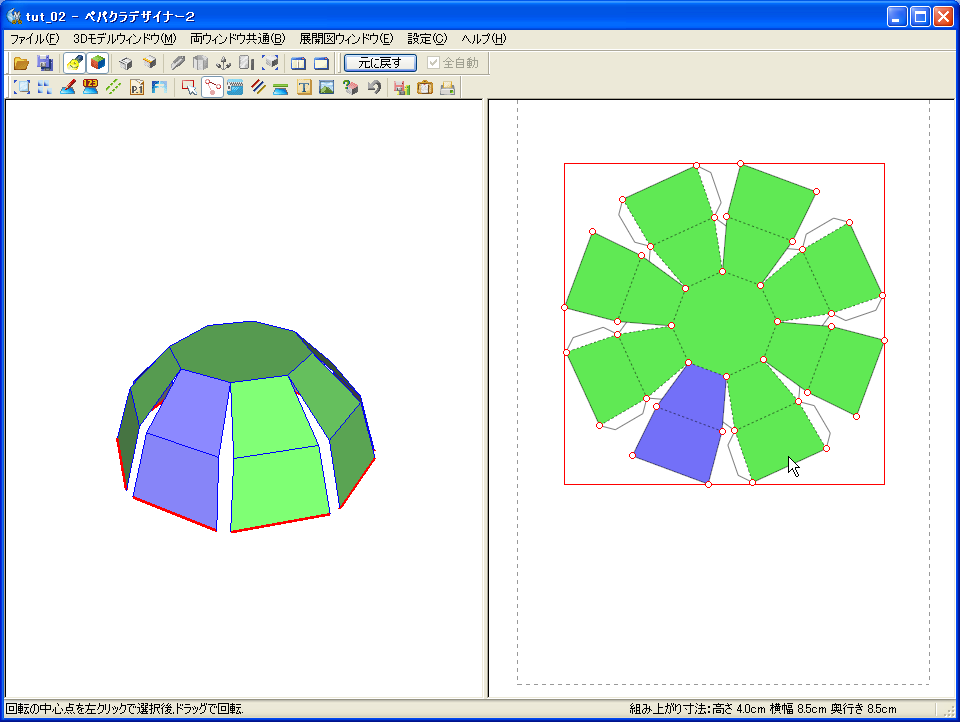 tut_02 - ペパクラデザイナー2
ファイル(F) 3Dモデルウィンドウ(M) 両ウィンドウ共通(B) 展開図ウィンドウ(E) 設定(C) ヘルプ(H)
元に戻す 全自動
123 P.1 T
回転の中心点を左クリックで選択後,ドラッグで回転.
組み上がり寸法:高さ 4.0cm 横幅 8.5cm 奥行き 8.5cm